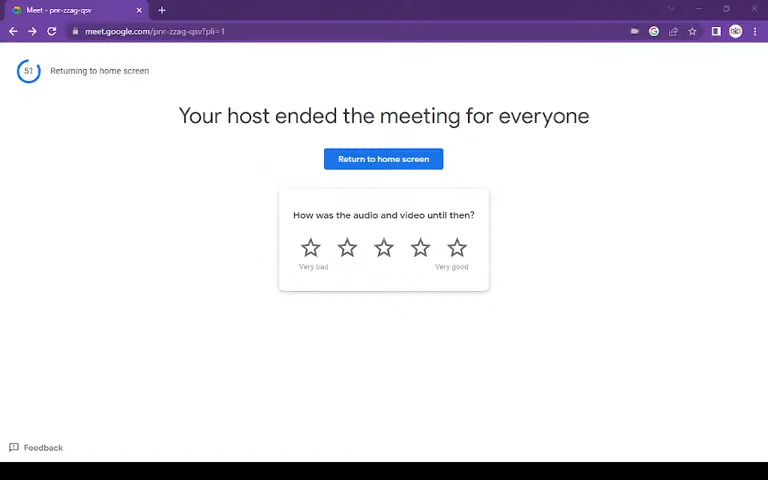 Meet - pnr-zzag-qsv
meet.google.com/pnr-zzag-qsv?pli=1
51 Returning to home screen
Your host ended the meeting for everyone
Return to home screen
How was the audio and video until then?
Very bad Very good
Feedback